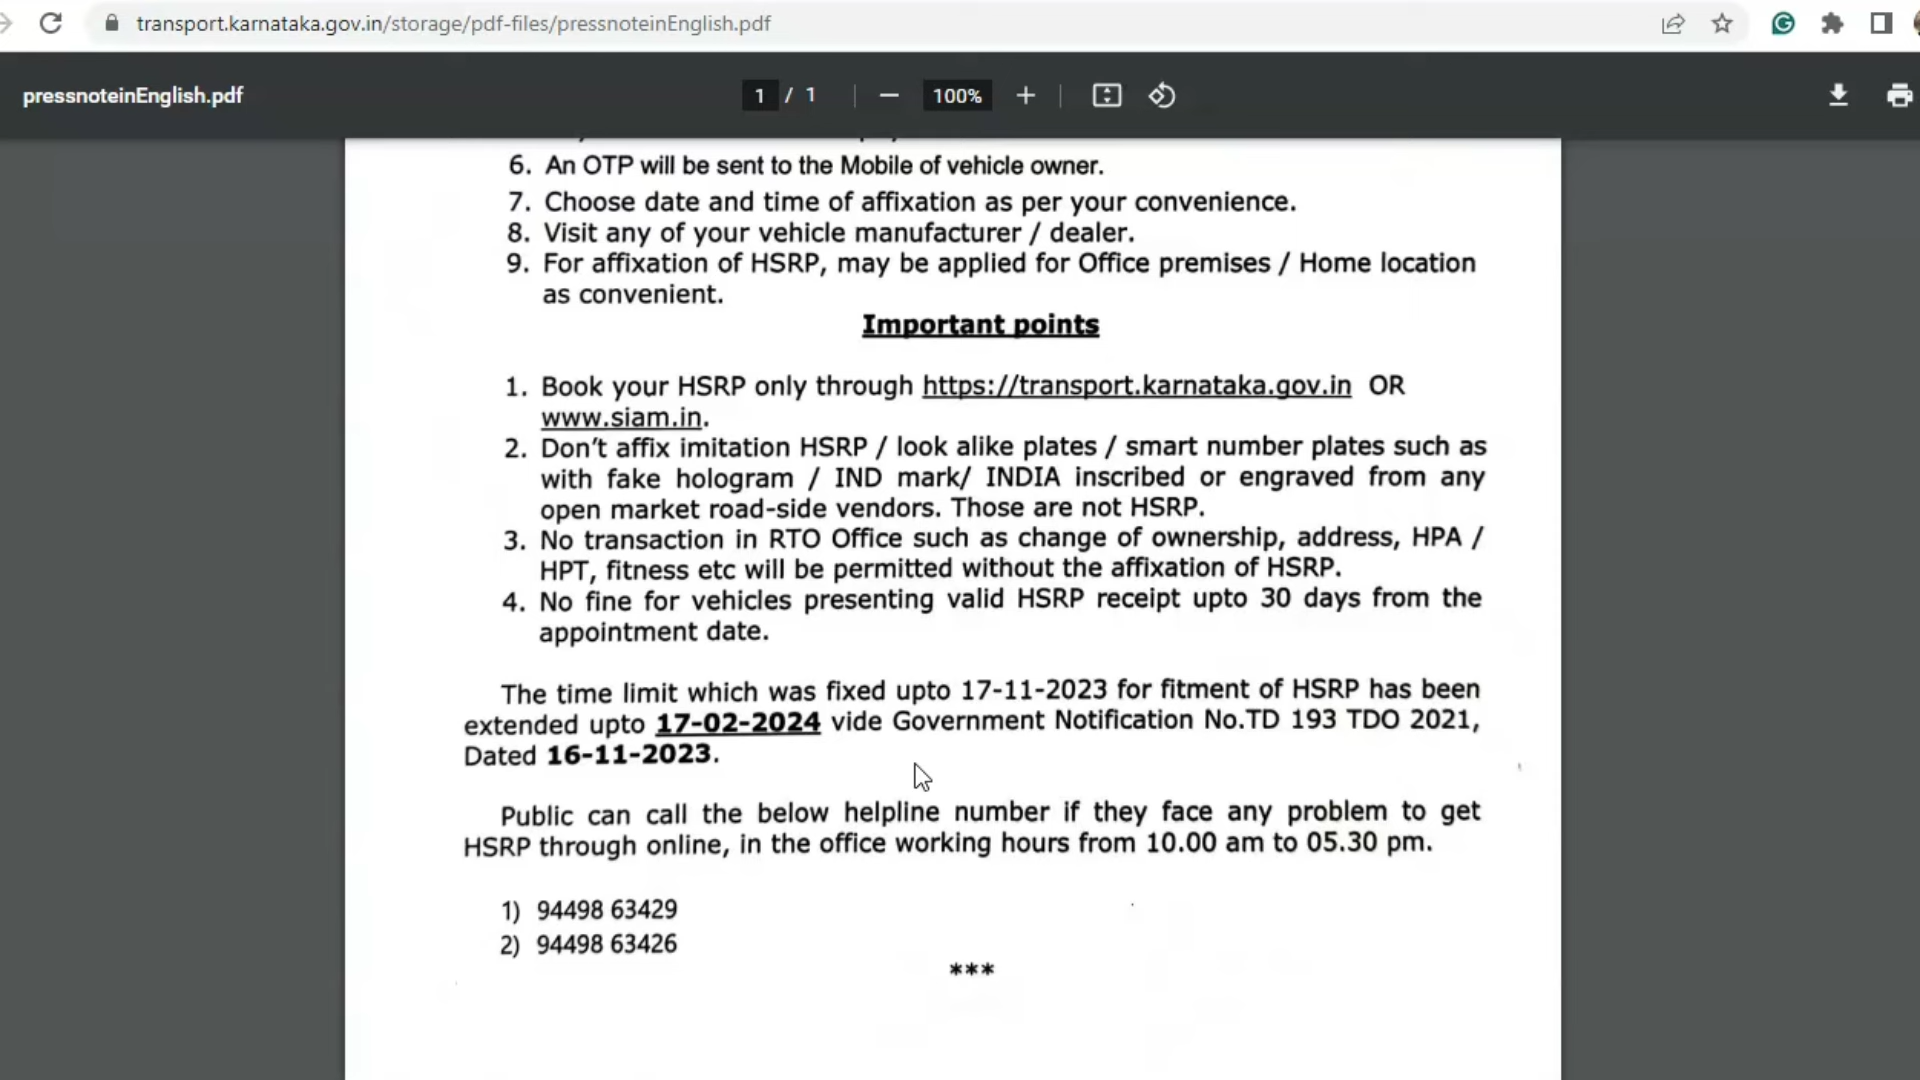 transport.karnataka.gov.in/storage/pdf-files/pressnoteinEnglish.pdf
pressnoteinEnglish.pdf
1 / 1
100%
6. An OTP will be sent to the Mobile of vehicle owner.
7. Choose date and time of affixation as per your convenience.
8. Visit any of your vehicle manufacturer / dealer.
9. For affixation of HSRP, may be applied for Office premises / Home location
as convenient.
Important points
1. Book your HSRP only through https://transport.karnataka.gov.in OR
www.siam.in.
2. Don't affix imitation HSRP / look alike plates / smart number plates such as
with fake hologram / IND mark/ INDIA inscribed or engraved from any
open market road-side vendors. Those are not HSRP.
3. No transaction in RTO Office such as change of ownership, address, HPA /
HPT, fitness etc will be permitted without the affixation of HSRP.
4. No fine for vehicles presenting valid HSRP receipt upto 30 days from the
appointment date.
The time limit which was fixed upto 17-11-2023 for fitment of HSRP has been
extended upto 17-02-2024 vide Government Notification No.TD 193 TDO 2021,
Dated 16-11-2023.
Public can call the below helpline number if they face any problem to get
HSRP through online, in the office working hours from 10.00 am to 05.30 pm.
1) 94498 63429
2) 94498 63426
***